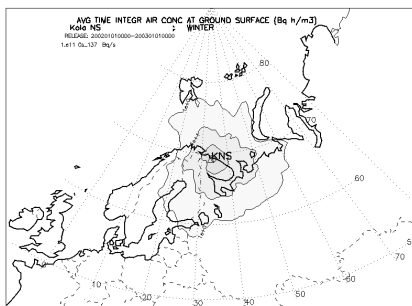 AVG TIME INTEGR AIR CONC AT GROUND SURFACE (Bq h/m3)
Kola NS ; WINTER
RELEASE: 200201010000-200301010000
1.e11 Cs_137 Bq/s
80
70
KNS
60
5
70
60
50
40
30
20
10